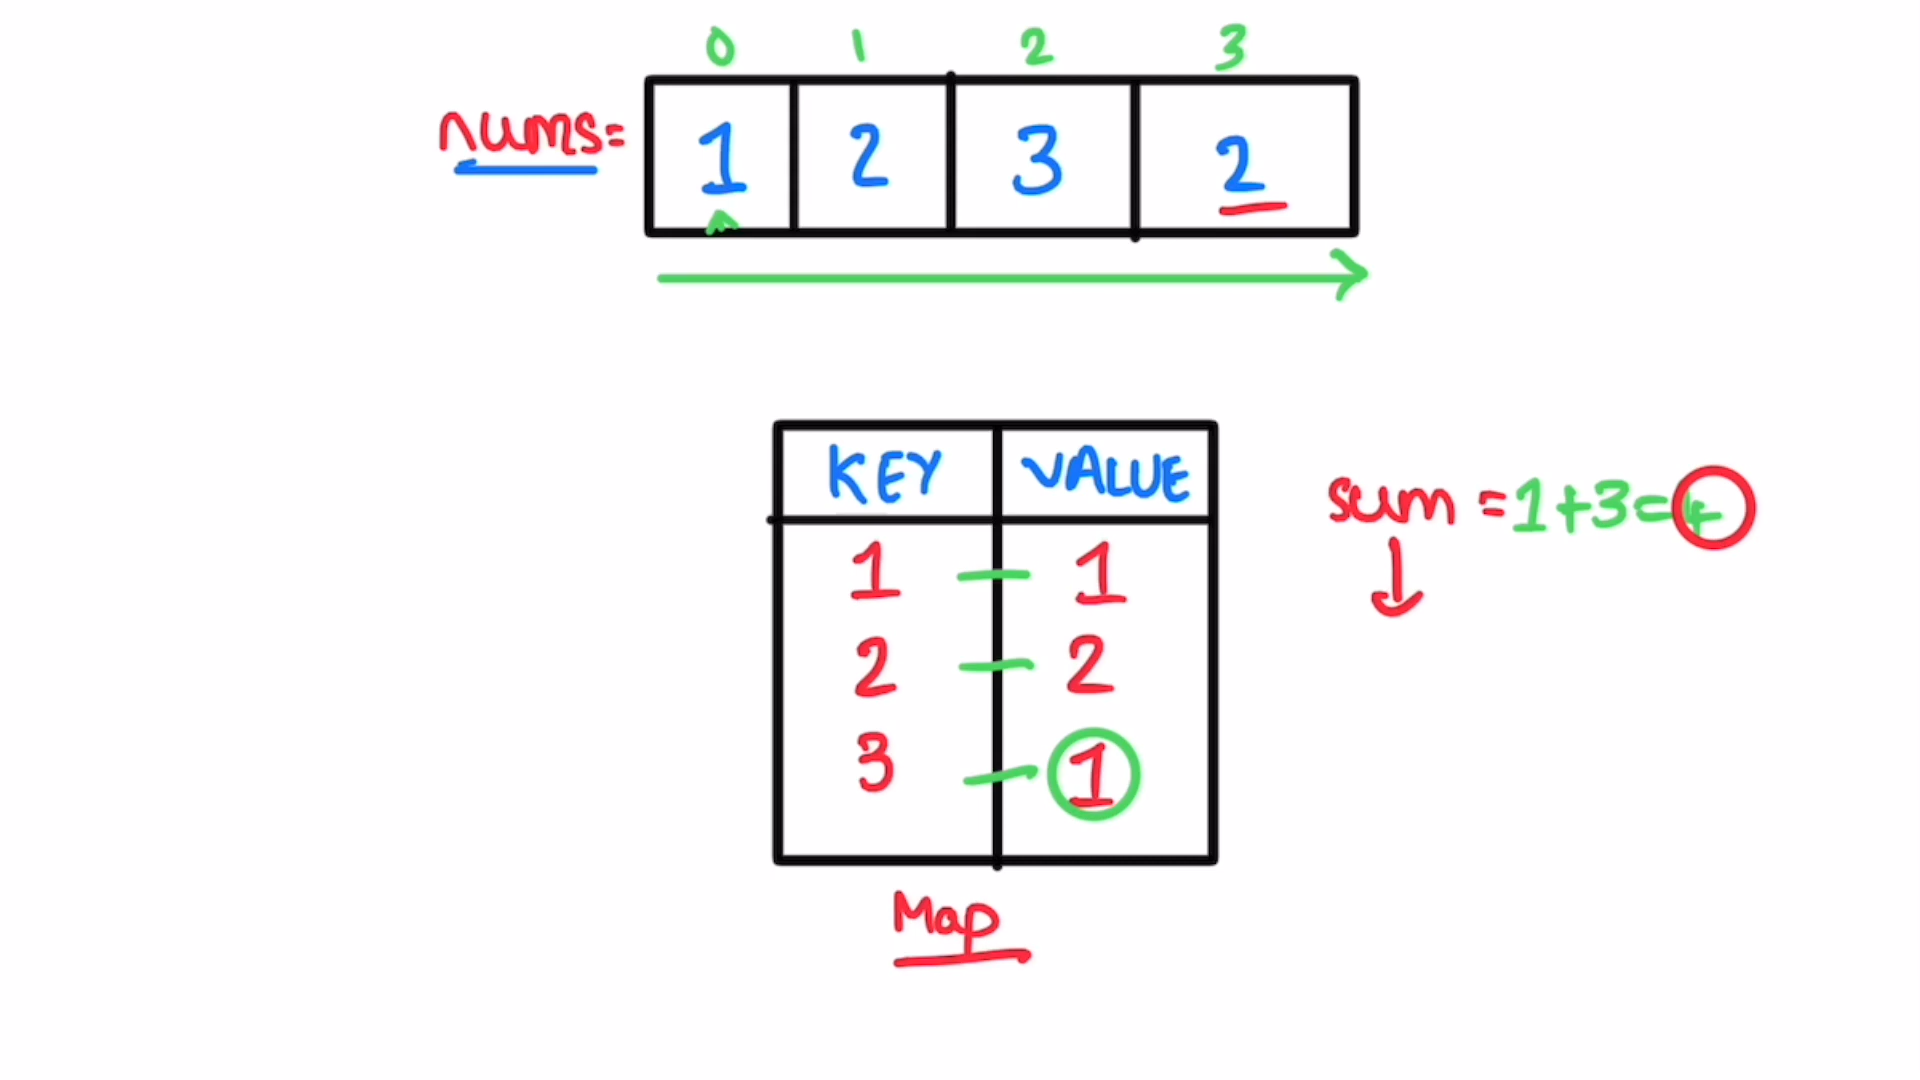 0 1 2 3
nums= 1 2 3 2
KEY VALUE
sum = 1+3=4
1 1
2 2
3 1
Map